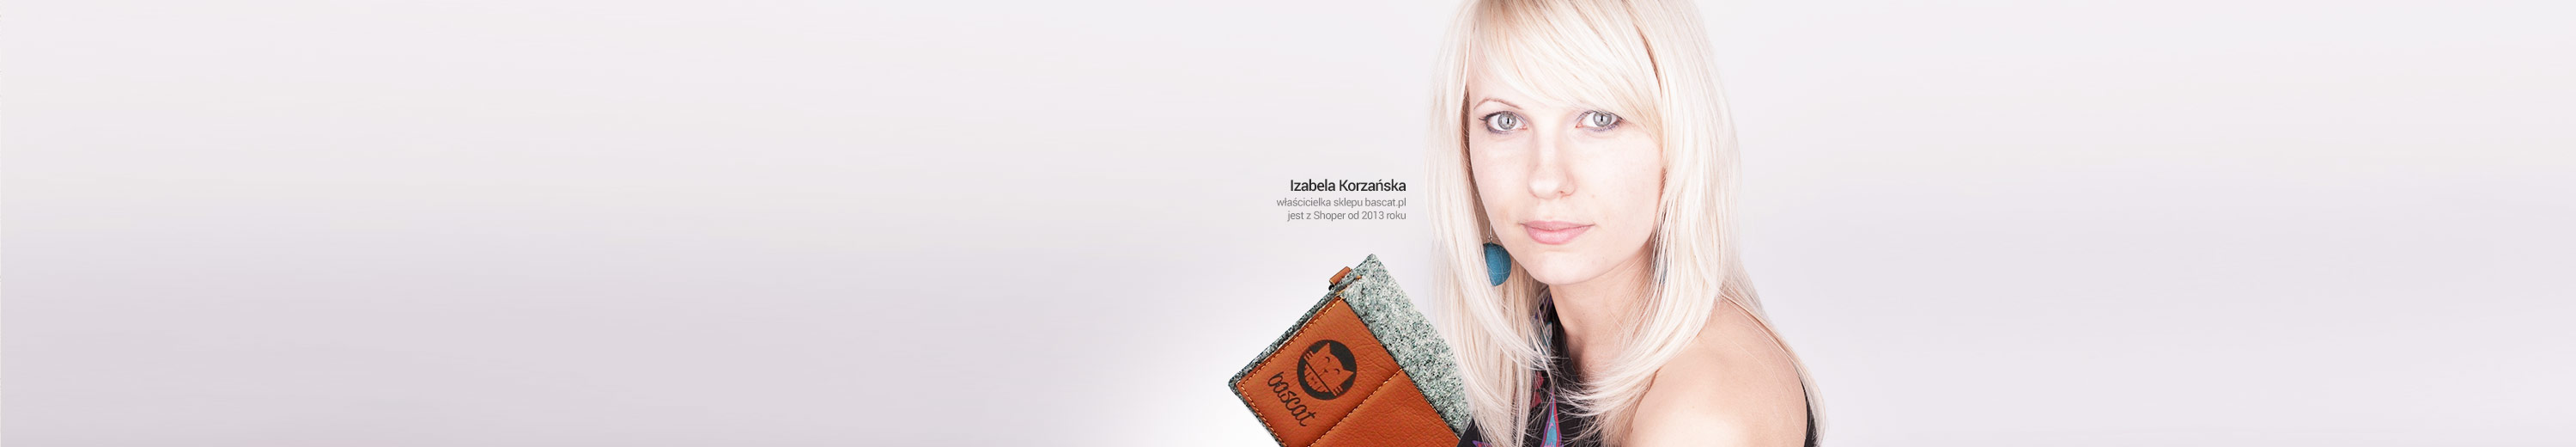 Izabela Korzańska
właścicielka sklepu bascat.pl
jest z Shoper od 2013 roku
bascat